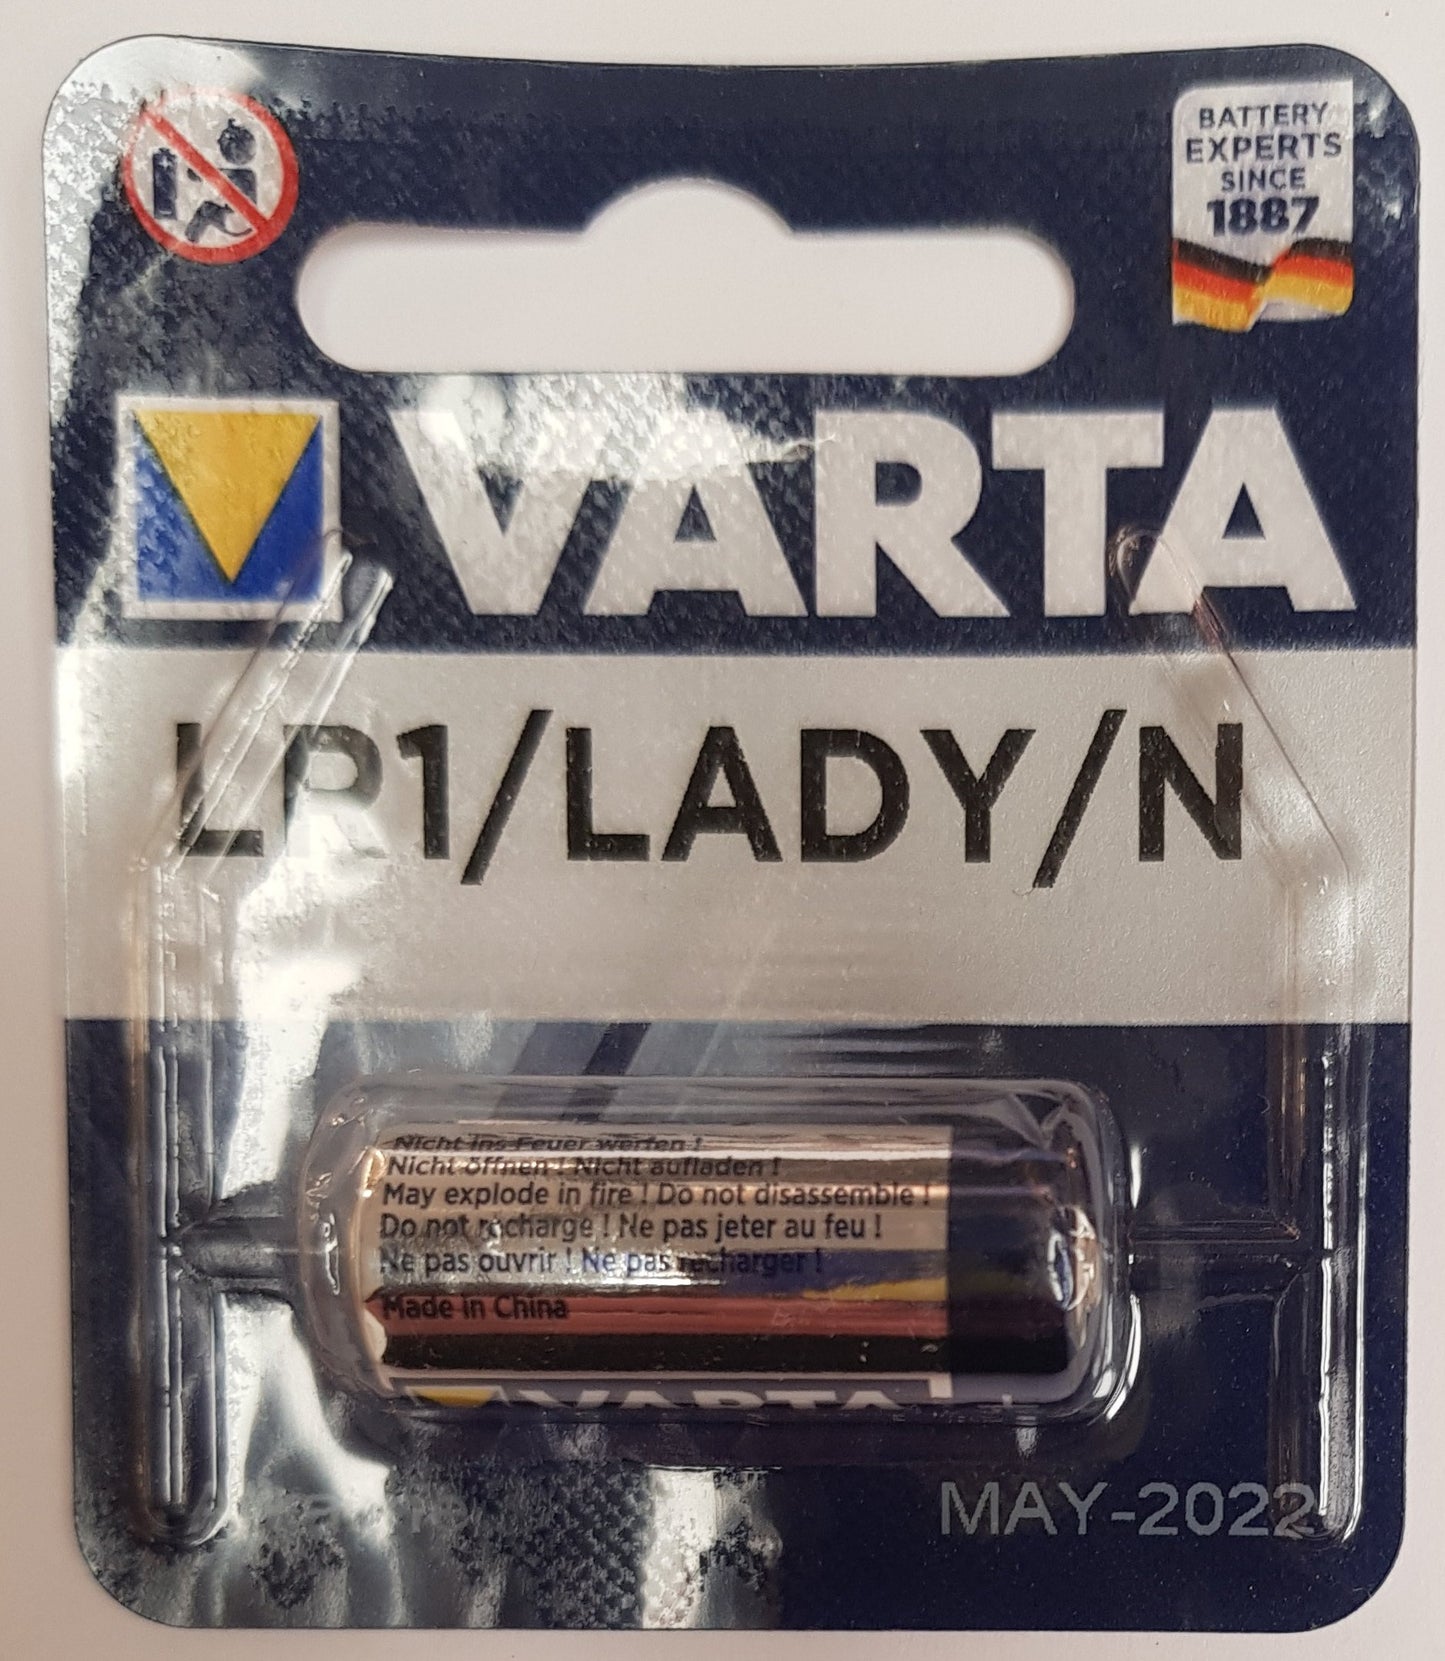 BATTERY
EXPERTS
SINCE
1887
VARTA
LR1/LADY/N
Nicht ins Feuer werfen !
Nicht öffnen ! Nicht aufladen !
May explode in fire ! Do not disassemble !
Do not recharge ! Ne pas jeter au feu !
Ne pas ouvrir ! Ne pas recharger !
Made in China
VARTA
MAY-2022